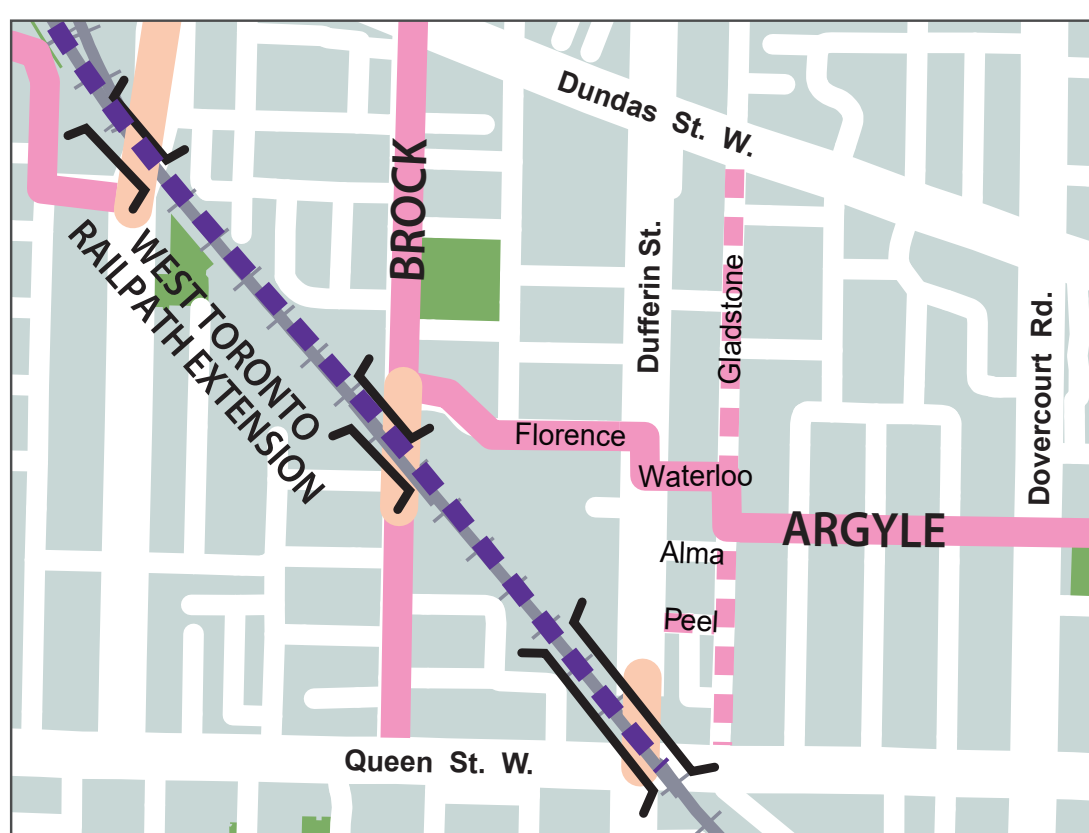 Dundas St. W.
BROCK
WEST TORONTO
RAILPATH EXTENSION
Dufferin St.
Gladstone
Dovercourt Rd.
Florence
Waterloo
ARGYLE
Alma
Peel
Queen St. W.